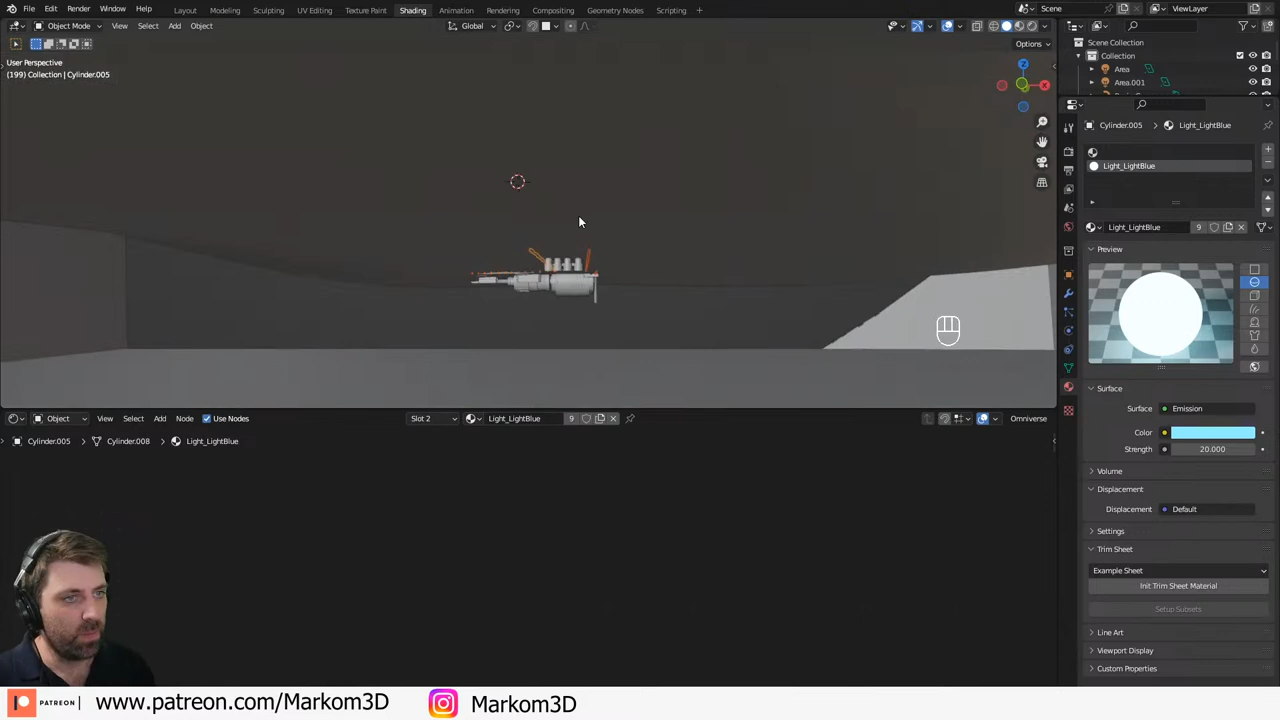 File Edit Render Window Help Layout Modeling Sculpting UV Editing Texture Paint Shading Animation Rendering Compositing Geometry Nodes Scripting + Scene ViewLayer
Object Mode View Select Add Object Global
Options
User Perspective
(199) Collection | Cylinder.005
Scene Collection
Collection
Area
Area.001
Cylinder.005 > Light_LightBlue
Light_LightBlue
Light_LightBlue 9
Preview
Surface
Surface Emission
Color
Strength 20.000
Volume
Displacement
Displacement Default
Settings
Trim Sheet
Example Sheet
Init Trim Sheet Material
Setup Subsets
Line Art
Viewport Display
Custom Properties
Object View Select Add Node Use Nodes Slot 2 Light_LightBlue 9 Omniverse
Cylinder.005 > Cylinder.008 > Light_LightBlue
PATREON www.patreon.com/Markom3D Markom3D